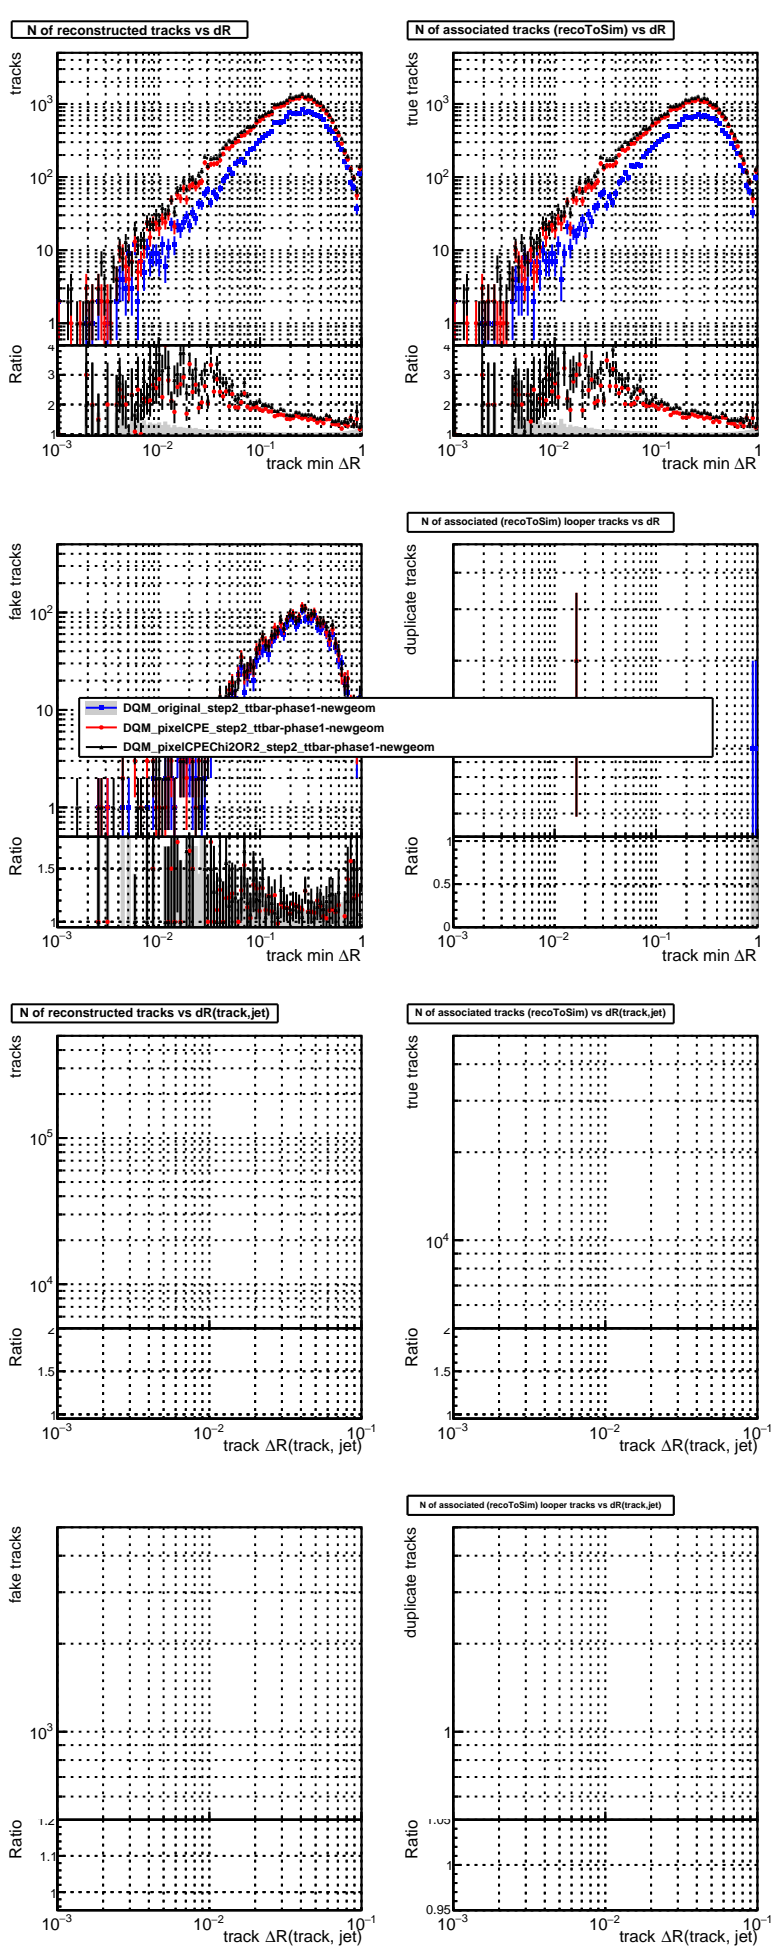 N of reconstructed tracks vs dR
N of associated tracks (recoToSim) vs dR
tracks
10³
10²
10
1
Ratio
4
3
2
1
10⁻³
10⁻²
10⁻¹
1
track min ΔR
true tracks
10³
10²
10
1
Ratio
4
3
2
1
10⁻³
10⁻²
10⁻¹
1
track min ΔR
N of associated (recoToSim) looper tracks vs dR
fake tracks
10²
10
1
Ratio
1.5
1
10⁻³
10⁻²
10⁻¹
1
track min ΔR
duplicate tracks
Ratio
1
0.5
0
10⁻³
10⁻²
10⁻¹
1
track min ΔR
DQM_original_step2_ttbar-phase1-newgeom
DQM_pixelCPE_step2_ttbar-phase1-newgeom
DQM_pixelCPEChi2OR2_step2_ttbar-phase1-newgeom
N of reconstructed tracks vs dR(track,jet)
N of associated tracks (recoToSim) vs dR(track,jet)
tracks
10⁵
10⁴
Ratio
2
1.5
1
10⁻³
10⁻²
10⁻¹
track ΔR(track, jet)
true tracks
10⁴
Ratio
2
1.5
1
10⁻³
10⁻²
10⁻¹
track ΔR(track, jet)
N of associated (recoToSim) looper tracks vs dR(track,jet)
fake tracks
10³
Ratio
1.2
1.1
1
10⁻³
10⁻²
10⁻¹
track ΔR(track, jet)
duplicate tracks
1
Ratio
1.05
1
0.95
10⁻³
10⁻²
10⁻¹
track ΔR(track, jet)